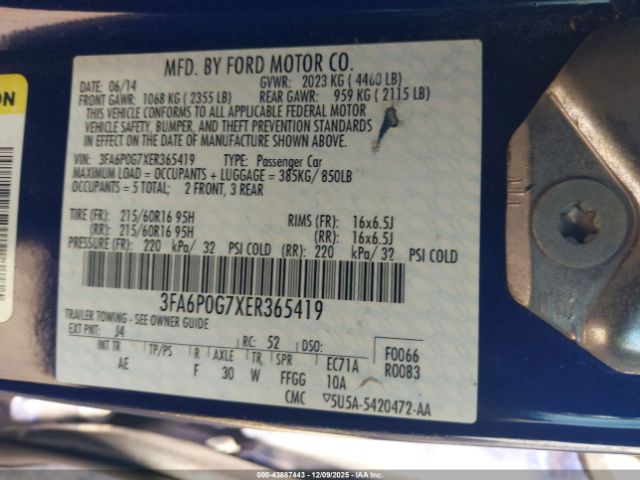 MFD. BY FORD MOTOR CO.
DATE: 06/14 GVWR: 2023 KG ( 4460 LB)
FRONT GAWR: 1068 KG ( 2355 LB) REAR GAWR: 959 KG ( 2115 LB)
THIS VEHICLE CONFORMS TO ALL APPLICABLE FEDERAL MOTOR
VEHICLE SAFETY, BUMPER, AND THEFT PREVENTION STANDARDS
IN EFFECT ON THE DATE OF MANUFACTURE SHOWN ABOVE.
VIN: 3FA6P0G7XER365419 TYPE: Passenger Car
MAXIMUM LOAD = OCCUPANTS + LUGGAGE = 385KG/ 850LB
OCCUPANTS = 5 TOTAL; 2 FRONT, 3 REAR
TIRE (FR): 215/60R16 95H RIMS (FR): 16x6.5J
(RR): 215/60R16 95H (RR): 16x6.5J
PRESSURE (FR): 220 kPa/ 32 PSI COLD (RR): 220 kPa/ 32 PSI COLD
3FA6P0G7XER365419
TRAILER TOWING - SEE OWNER GUIDE
EXT PNT: J4 RC: 52 DSO:
INT TR TP/PS R AXLE TR SPR EC71A F0066
AE F 30 W FFGG 10A R0083
CMC ▽5U5A-5420472-AA
ON
000-43887443 - 12/09/2025 - IAAI.com